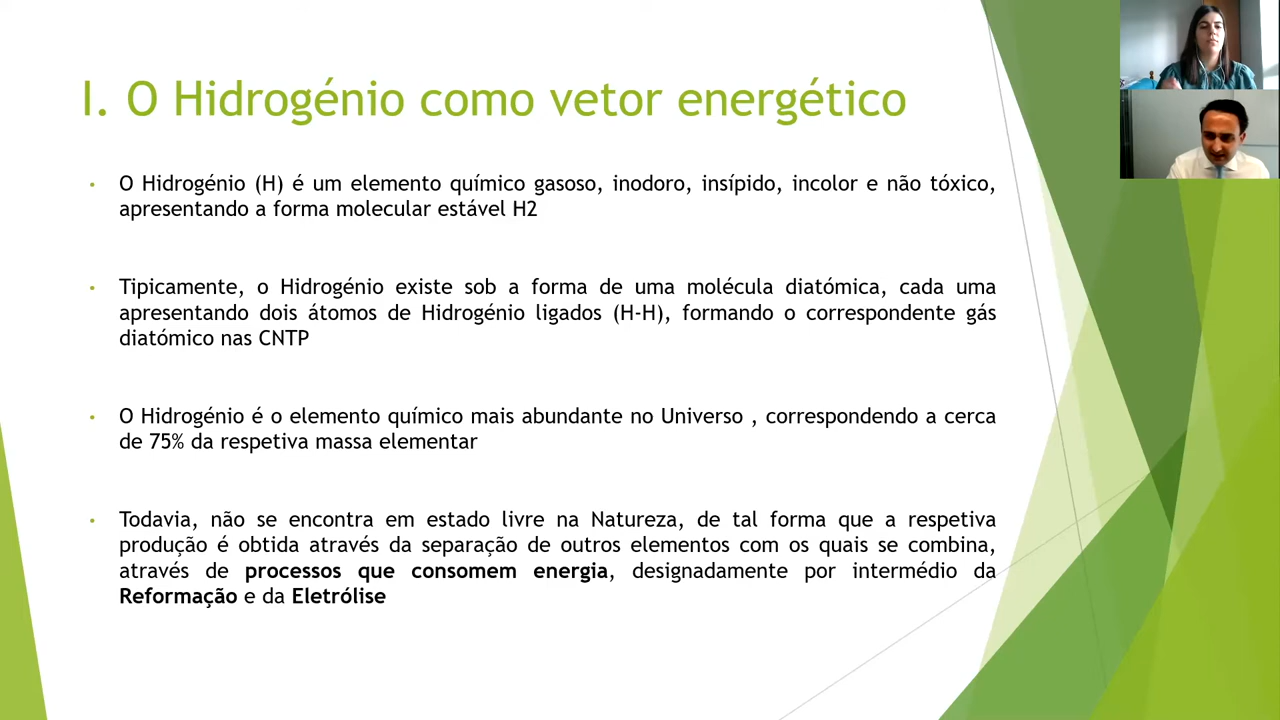 I. O Hidrogénio como vetor energético
• O Hidrogénio (H) é um elemento químico gasoso, inodoro, insípido, incolor e não tóxico,
apresentando a forma molecular estável H2
• Tipicamente, o Hidrogénio existe sob a forma de uma molécula diatómica, cada uma
apresentando dois átomos de Hidrogénio ligados (H-H), formando o correspondente gás
diatómico nas CNTP
• O Hidrogénio é o elemento químico mais abundante no Universo , correspondendo a cerca
de 75% da respetiva massa elementar
• Todavia, não se encontra em estado livre na Natureza, de tal forma que a respetiva
produção é obtida através da separação de outros elementos com os quais se combina,
através de processos que consomem energia, designadamente por intermédio da
Reformação e da Eletrólise